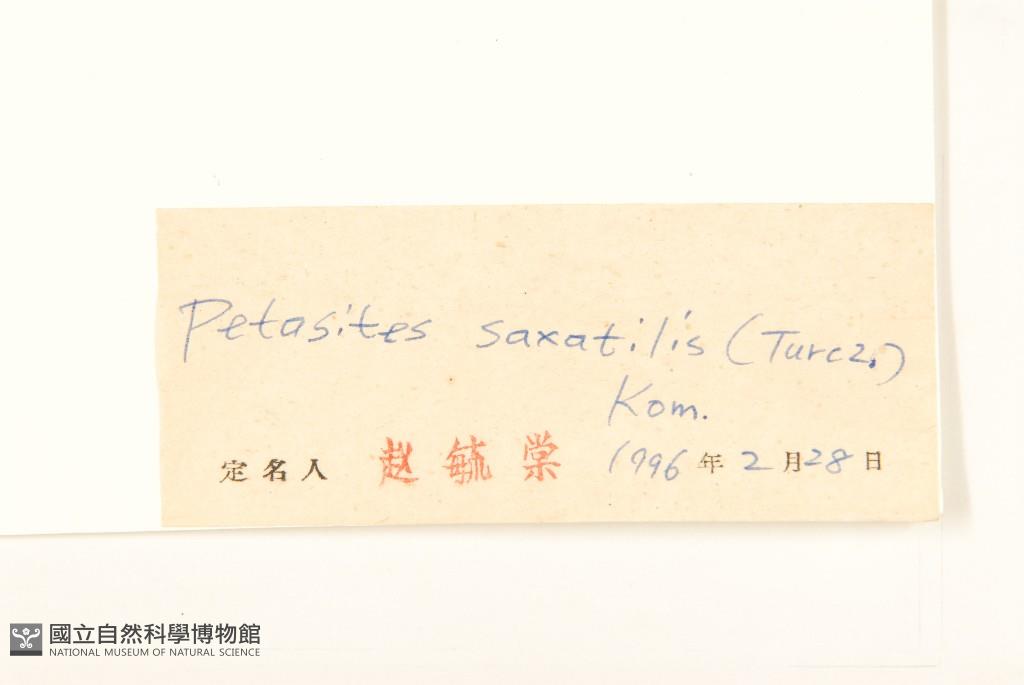 Petasites saxatilis (Turcz.)
Kom.
定名人 赵毓棠 1996年2月28日
國立自然科學博物館
NATIONAL MUSEUM OF NATURAL SCIENCE